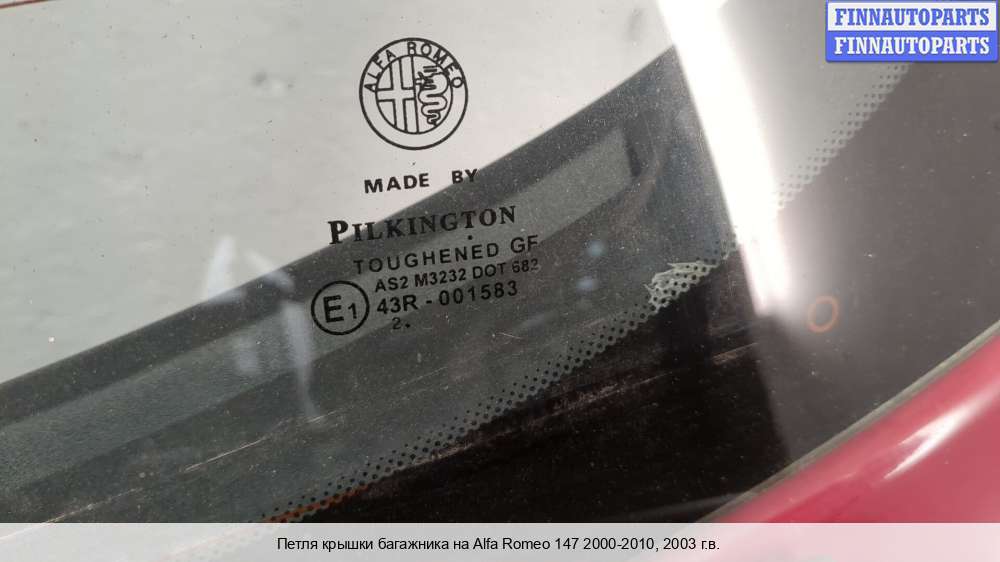 FINNAUTOPARTS
FINNAUTOPARTS
ALFA ROMEO
MADE BY
PILKINGTON
TOUGHENED GF
AS2 M3232 DOT 682
E1 43R - 001583
2.
Петля крышки багажника на Alfa Romeo 147 2000-2010, 2003 г.в.